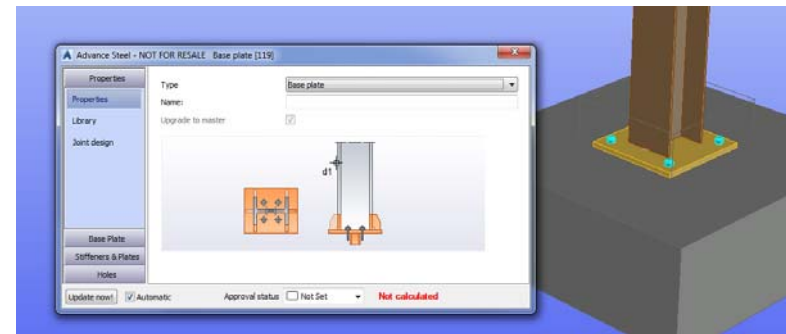 Advance Steel - NOT FOR RESALE   Base plate [119]
Properties
Properties
Library
Joint design
Base Plate
Stiffeners & Plates
Holes
Type
Base plate
Name:
Upgrade to master
d1
Update now!
Automatic
Approval status
Not Set
Not calculated